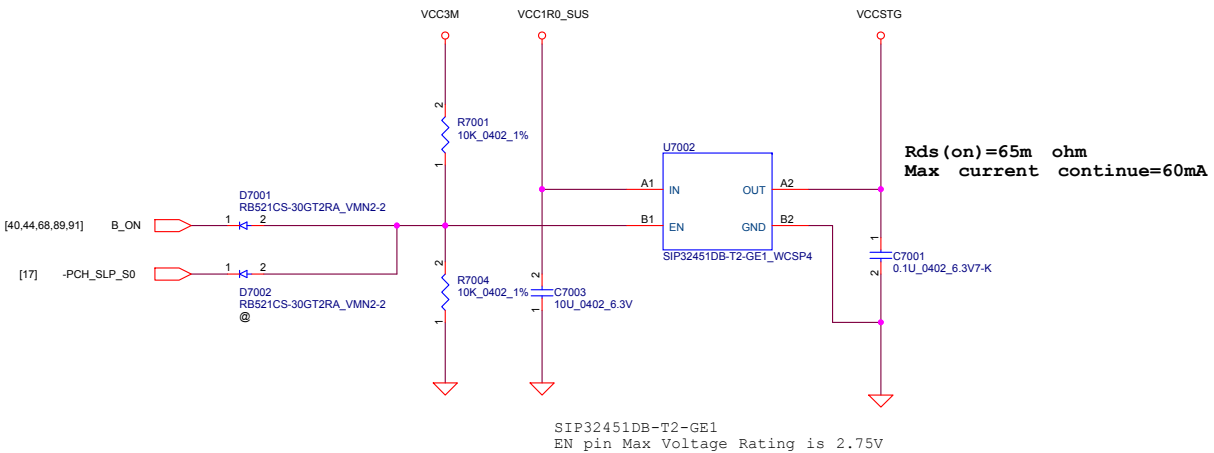 VCC3M
VCC1R0_SUS
VCCSTG
2
R7001
10K_0402_1%
1
U7002
Rds(on)=65m ohm
Max current continue=60mA
A1
IN
OUT
A2
D7001
RB521CS-30GT2RA_VMN2-2
[40,44,68,89,91]
B_ON
1
2
B1
EN
GND
B2
SIP32451DB-T2-GE1_WCSP4
1
C7001
0.1U_0402_6.3V7-K
2
[17]
-PCH_SLP_S0
1
2
D7002
RB521CS-30GT2RA_VMN2-2
@
2
R7004
10K_0402_1%
1
2
C7003
10U_0402_6.3V
1
SIP32451DB-T2-GE1
EN pin Max Voltage Rating is 2.75V